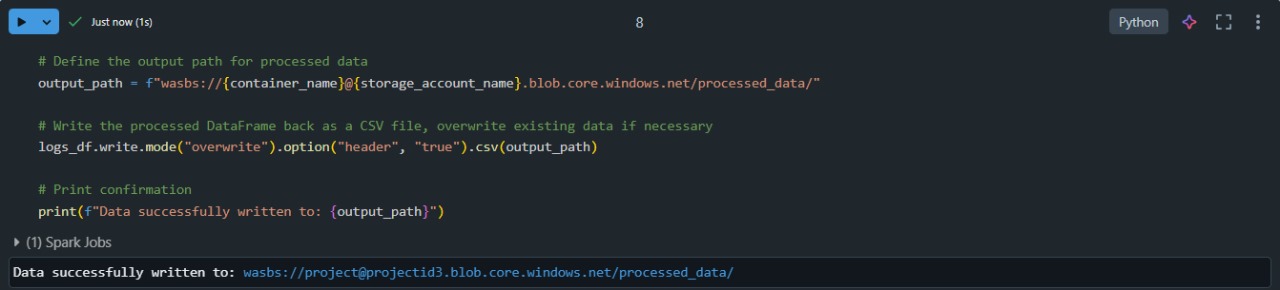 Just now (1s)
8
Python
# Define the output path for processed data
output_path = f"wasbs://{container_name}@{storage_account_name}.blob.core.windows.net/processed_data/"
# Write the processed DataFrame back as a CSV file, overwrite existing data if necessary
logs_df.write.mode("overwrite").option("header", "true").csv(output_path)
# Print confirmation
print(f"Data successfully written to: {output_path}")
(1) Spark Jobs
Data successfully written to: wasbs://project@projectid3.blob.core.windows.net/processed_data/